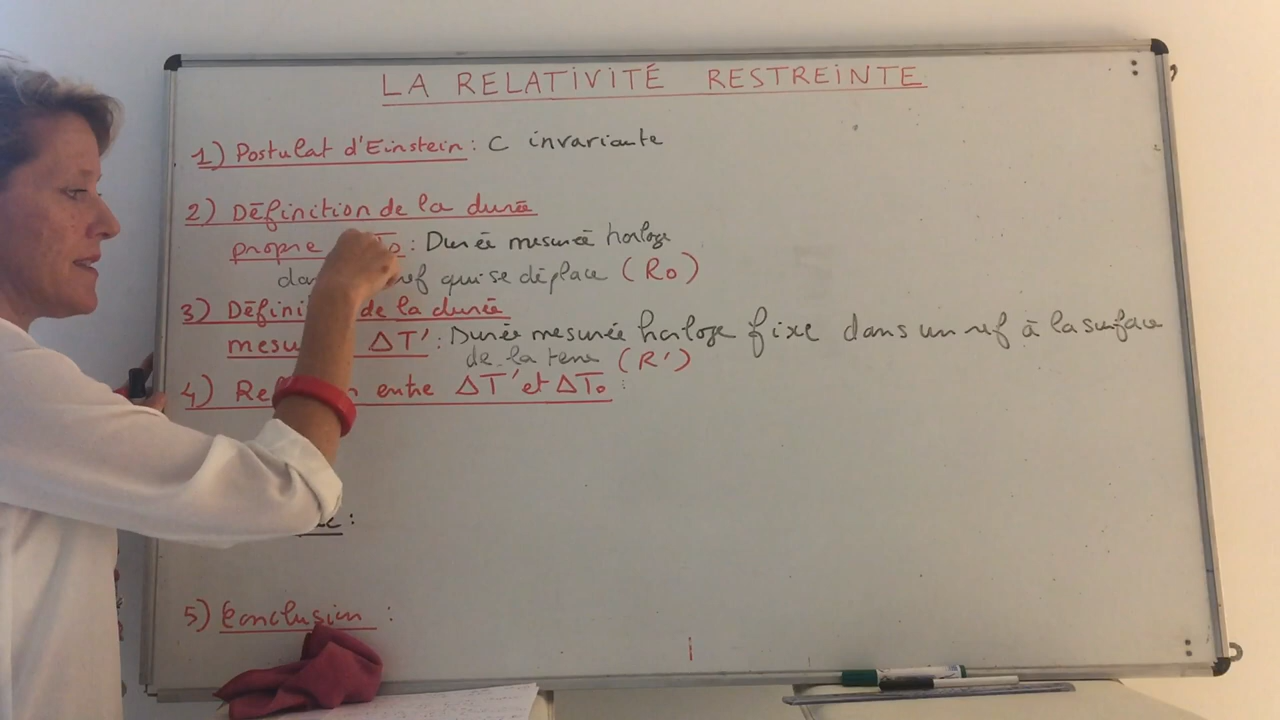 LA RELATIVITÉ RESTREINTE
1) Postulat d'Einstein : C invariante
2) Définition de la durée
propre : Durée mesurée horloge
qui se déplace (R0)
3) Définition de la durée
ΔT' : Durée mesurée horloge fixe dans un ref à la surface
de la terre (R')
4) entre ΔT' et ΔT0 :
5) Conclusion :